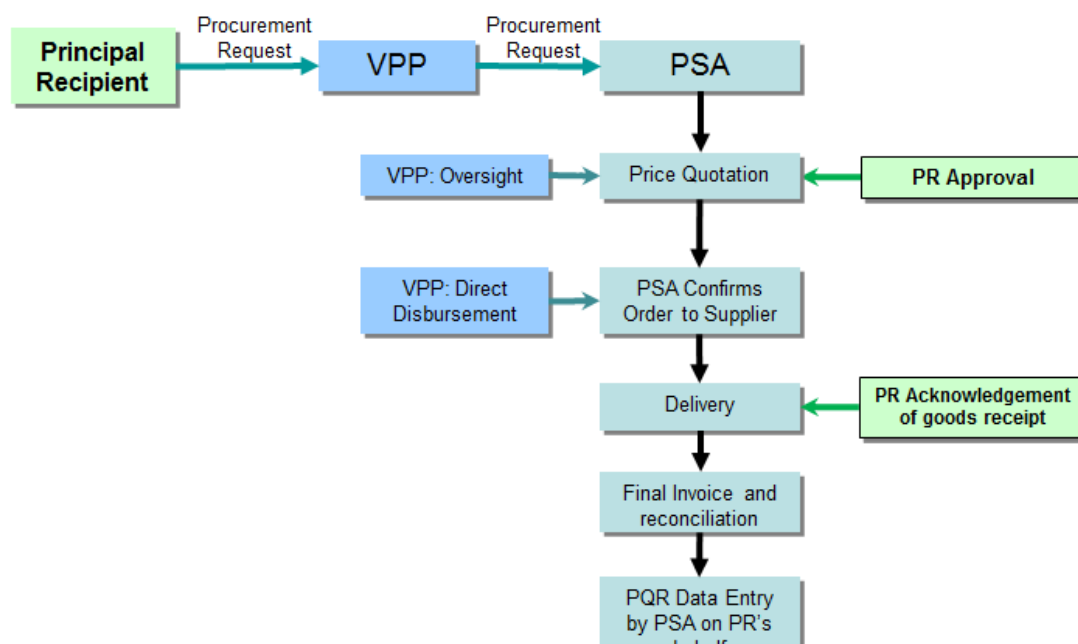 Procurement
Request
Procurement
Request
Principal
Recipient
VPP
PSA
VPP: Oversight
Price Quotation
PR Approval
VPP: Direct
Disbursement
PSA Confirms
Order to Supplier
Delivery
PR Acknowledgement
of goods receipt
Final Invoice and
reconciliation
PQR Data Entry
by PSA on PR's